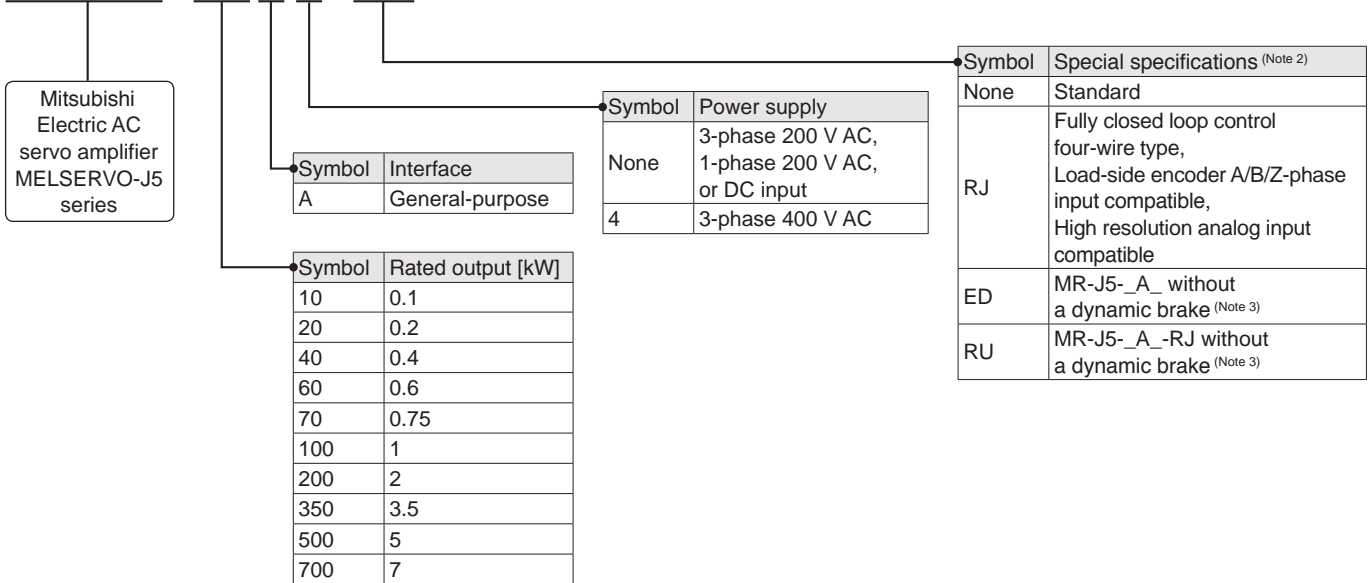 Mitsubishi
Electric AC
servo amplifier
MELSERVO-J5
series
Symbol Interface
A General-purpose
Symbol Rated output [kW]
10 0.1
20 0.2
40 0.4
60 0.6
70 0.75
100 1
200 2
350 3.5
500 5
700 7
Symbol Power supply
None 3-phase 200 V AC,
1-phase 200 V AC,
or DC input
4 3-phase 400 V AC
Symbol Special specifications (Note 2)
None Standard
RJ Fully closed loop control
four-wire type,
Load-side encoder A/B/Z-phase
input compatible,
High resolution analog input
compatible
ED MR-J5-_A_ without
a dynamic brake (Note 3)
RU MR-J5-_A_-RJ without
a dynamic brake (Note 3)